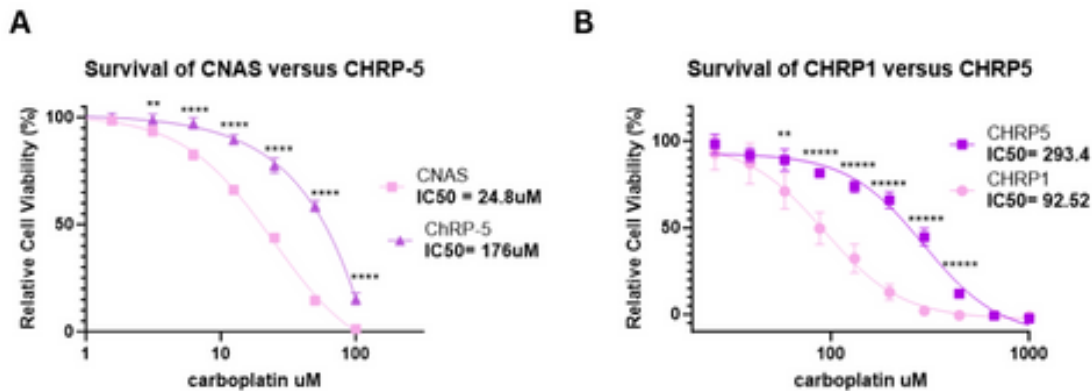 A
Survival of CNAS versus CHRP-5
Relative Cell Viability (%)
100
50
0
1
10
100
carboplatin uM
**
****
****
****
****
****
CNAS
IC50 = 24.8uM
ChRP-5
IC50= 176uM
B
Survival of CHRP1 versus CHRP5
Relative Cell Viability (%)
100
50
0
100
1000
carboplatin uM
**
*****
*****
*****
*****
*****
CHRP5
IC50= 293.4
CHRP1
IC50= 92.52